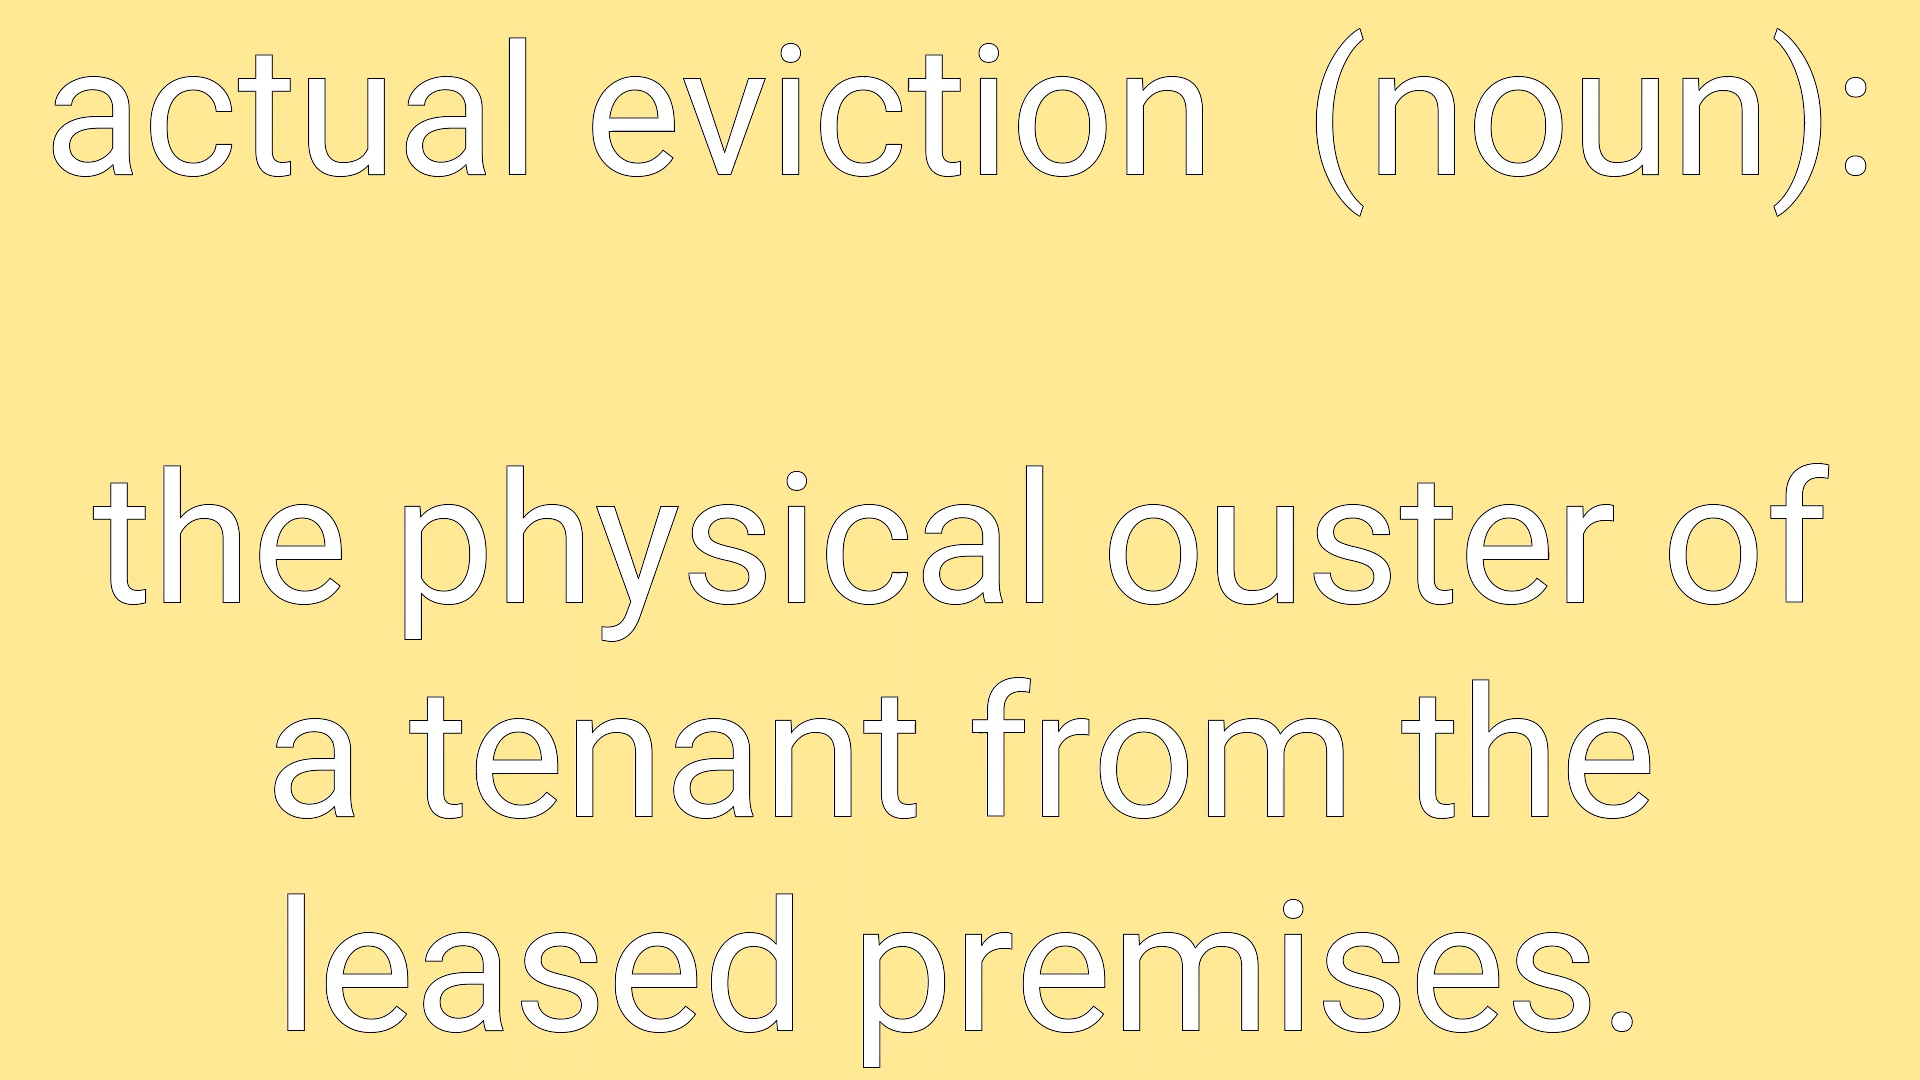 actual eviction  (noun):
the physical ouster of
a tenant from the
leased premises.